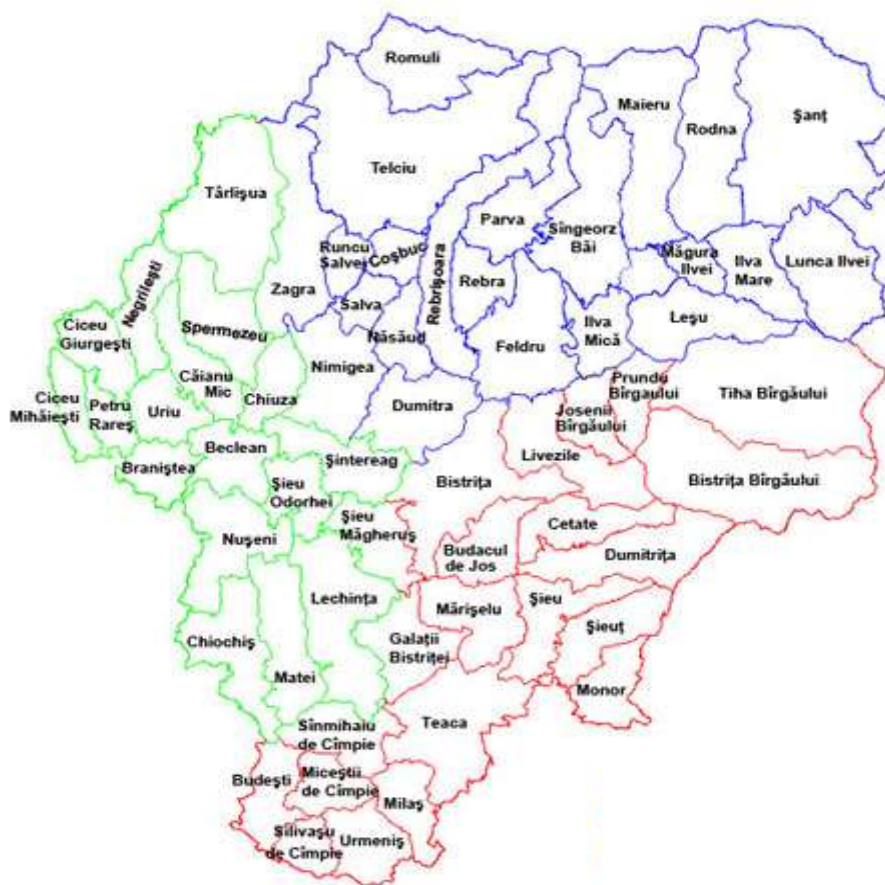 Romuli
Maieru
Rodna
Şanţ
Telciu
Târlişua
Parva
Sîngeorz
Băi
Runcu
Salvei
Coşbuc
Rebrişoara
Măgura
Ilvei
Ilva
Mare
Lunca Ilvei
Zagra
Rebra
Negrileşti
Salva
Leşu
Ciceu
Giurgeşti
Spermezeu
Năsăud
Feldru
Ilva
Mică
Nimigea
Căianu
Mic
Chiuza
Prundu
Bîrgaului
Tiha Bîrgăului
Ciceu
Mihăieşti
Petru
Rareş
Uriu
Dumitra
Josenii
Bîrgăului
Beclean
Livezile
Braniştea
Şintereag
Bistriţa
Bistriţa Bîrgăului
Şieu
Odorhei
Şieu
Măgheruş
Cetate
Nuşeni
Budacul
de Jos
Dumitriţa
Lechinţa
Mărişelu
Şieu
Chiochiş
Galaţii
Bistriţei
Şieuţ
Matei
Monor
Sînmihaiu
de Cîmpie
Teaca
Budeşti
Miceştii
de Cîmpie
Milaş
Silivaşu
de Cîmpie
Urmeniş